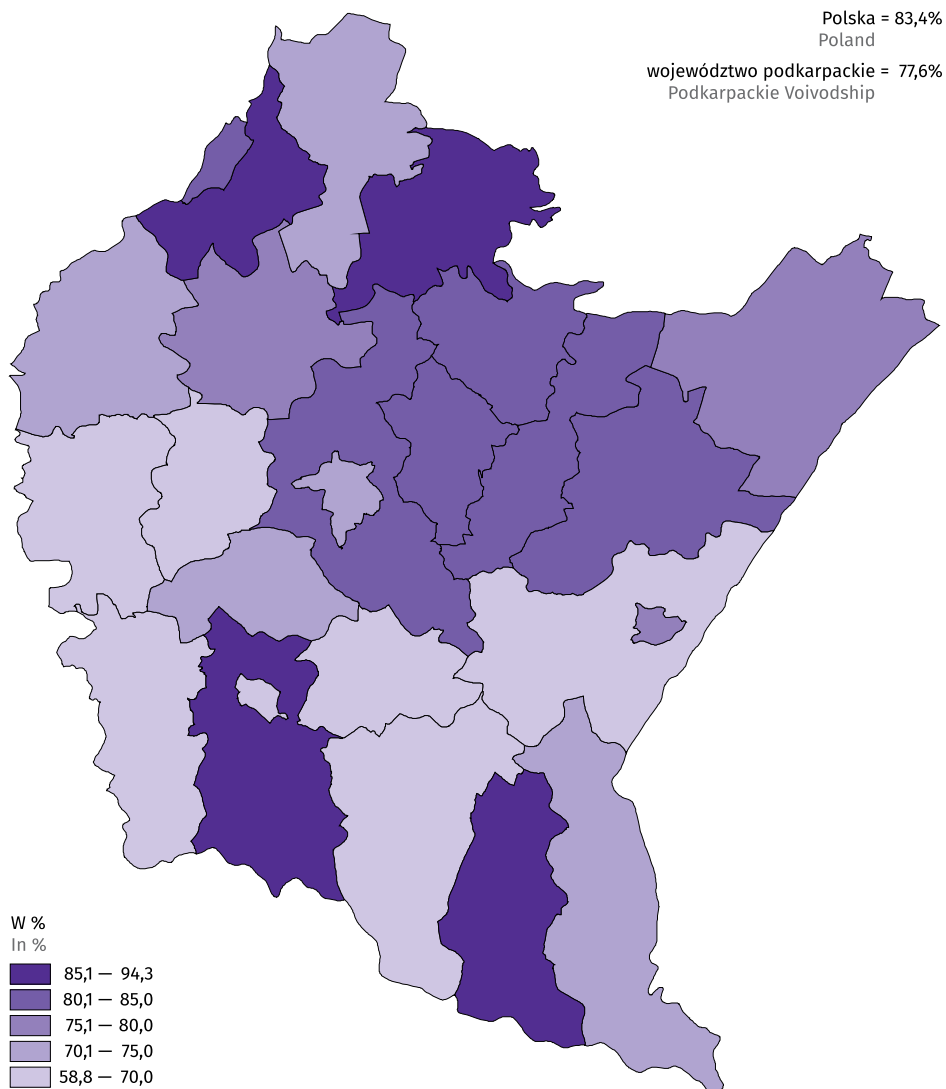 Polska = 83,4%
Poland
województwo podkarpackie = 77,6%
Podkarpackie Voivodship
W %
In %
85,1 — 94,3
80,1 — 85,0
75,1 — 80,0
70,1 — 75,0
58,8 — 70,0